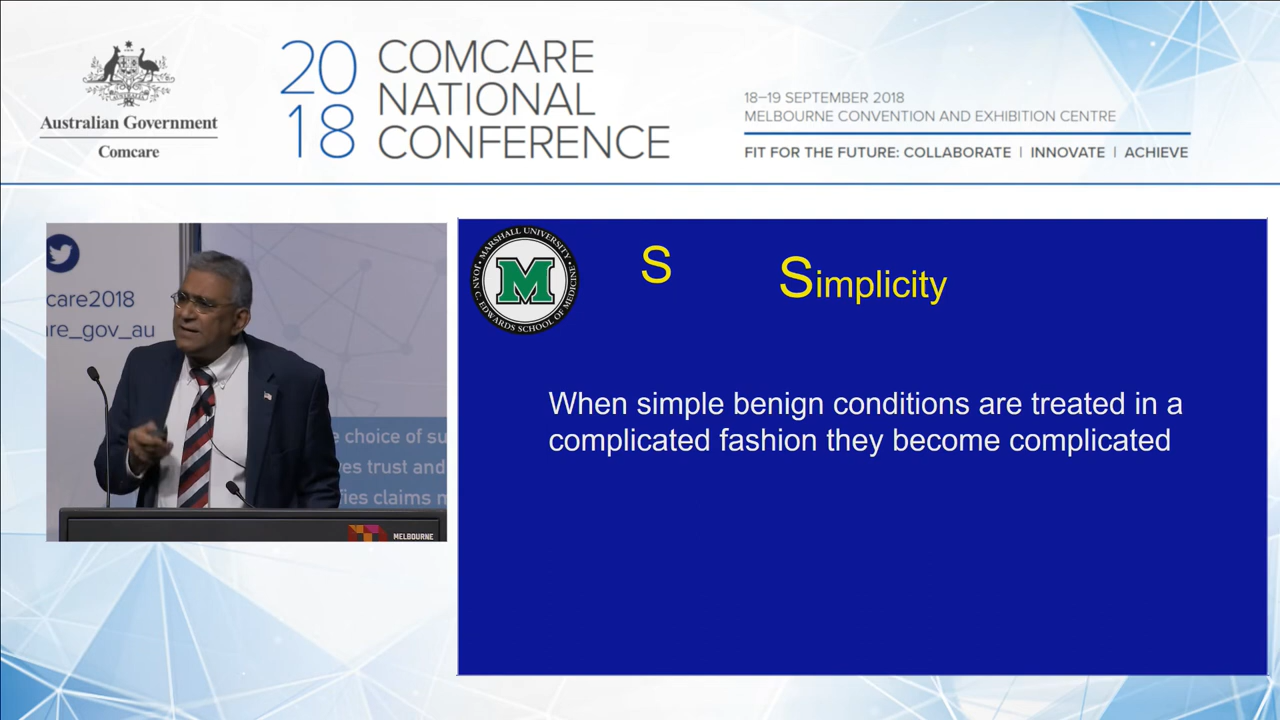 20
18
COMCARE
NATIONAL
CONFERENCE
Australian Government
Comcare
18–19 SEPTEMBER 2018
MELBOURNE CONVENTION AND EXHIBITION CENTRE
FIT FOR THE FUTURE: COLLABORATE | INNOVATE | ACHIEVE
care2018
are_gov_au
e choice of su
ves trust and
fies claims m
MELBOURNE
MARSHALL UNIVERSITY
M
JOAN C. EDWARDS SCHOOL OF MEDICINE
S
Simplicity
When simple benign conditions are treated in a
complicated fashion they become complicated